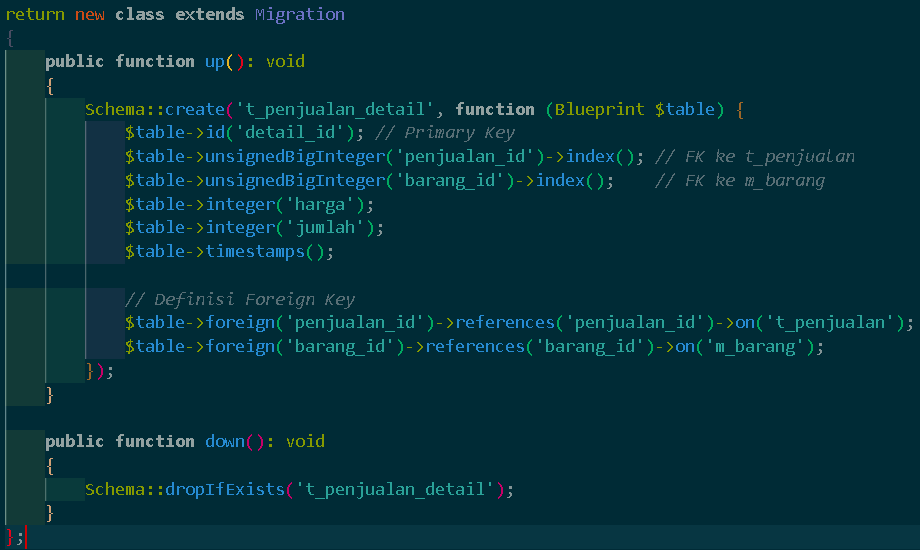 return new class extends Migration
{
    public function up(): void
    {
        Schema::create('t_penjualan_detail', function (Blueprint $table) {
            $table->id('detail_id'); // Primary Key
            $table->unsignedBigInteger('penjualan_id')->index(); // FK ke t_penjualan
            $table->unsignedBigInteger('barang_id')->index();    // FK ke m_barang
            $table->integer('harga');
            $table->integer('jumlah');
            $table->timestamps();

            // Definisi Foreign Key
            $table->foreign('penjualan_id')->references('penjualan_id')->on('t_penjualan');
            $table->foreign('barang_id')->references('barang_id')->on('m_barang');
        });
    }

    public function down(): void
    {
        Schema::dropIfExists('t_penjualan_detail');
    }
};